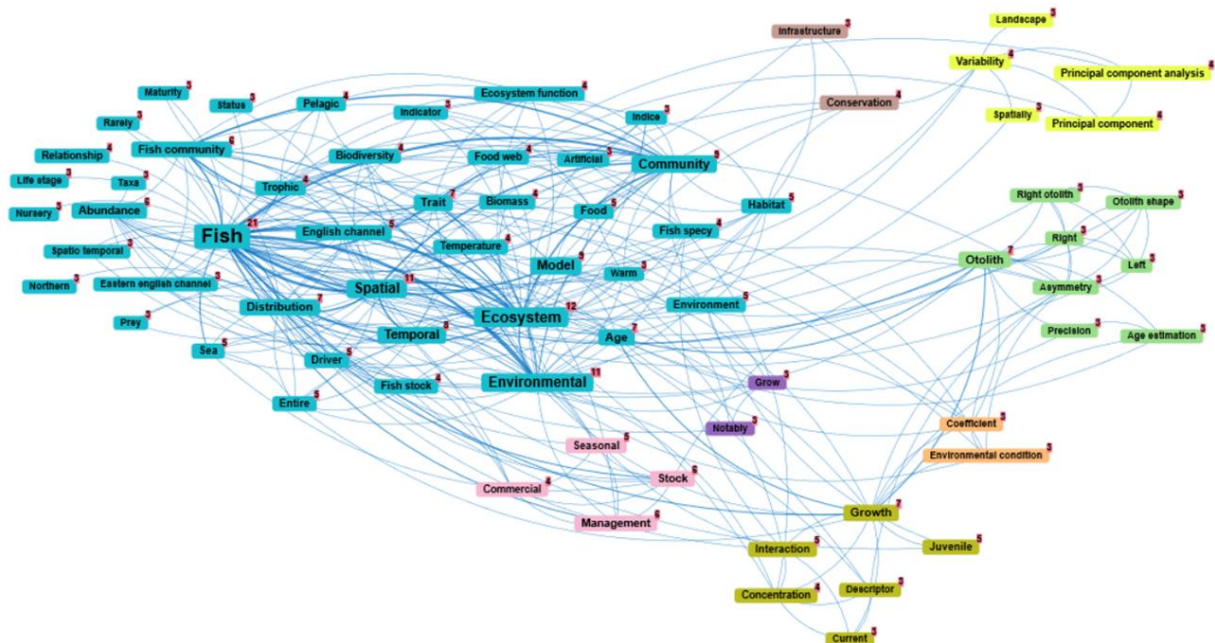 Landscape 3
Infrastructure 3
Variability 4
Principal component analysis 4
Maturity 3
Status 3
Pelagic 4
Ecosystem function 4
Indicator 3
Indice 3
Conservation 4
Spatially 3
Principal component 4
Rarely 3
Fish community 6
Relationship 4
Biodiversity 4
Food web 4
Artificial 3
Community
Life stage 3
Taxa 3
Trophic 4
Trait 7
Biomass 4
Food 5
Habitat 5
Right otolith 3
Otolith shape 3
Nursery 3
Abundance 6
Fish 21
English channel
Temperature 4
Fish specy 4
Right 3
Spatio temporal 3
Model
Warm 3
Otolith 7
Left 3
Northern 3
Eastern english channel 3
Spatial 11
Asymmetry 3
Distribution 7
Ecosystem 12
Environment 5
Prey 3
Temporal 8
Age 7
Precision 3
Age estimation 3
Sea 5
Driver 5
Fish stock 4
Environmental 11
Grow 3
Entire 5
Notably 3
Coefficient 3
Seasonal 5
Environmental condition 3
Commercial 4
Stock 6
Management 6
Growth 7
Interaction 5
Juvenile 5
Concentration 4
Descriptor 3
Current 3